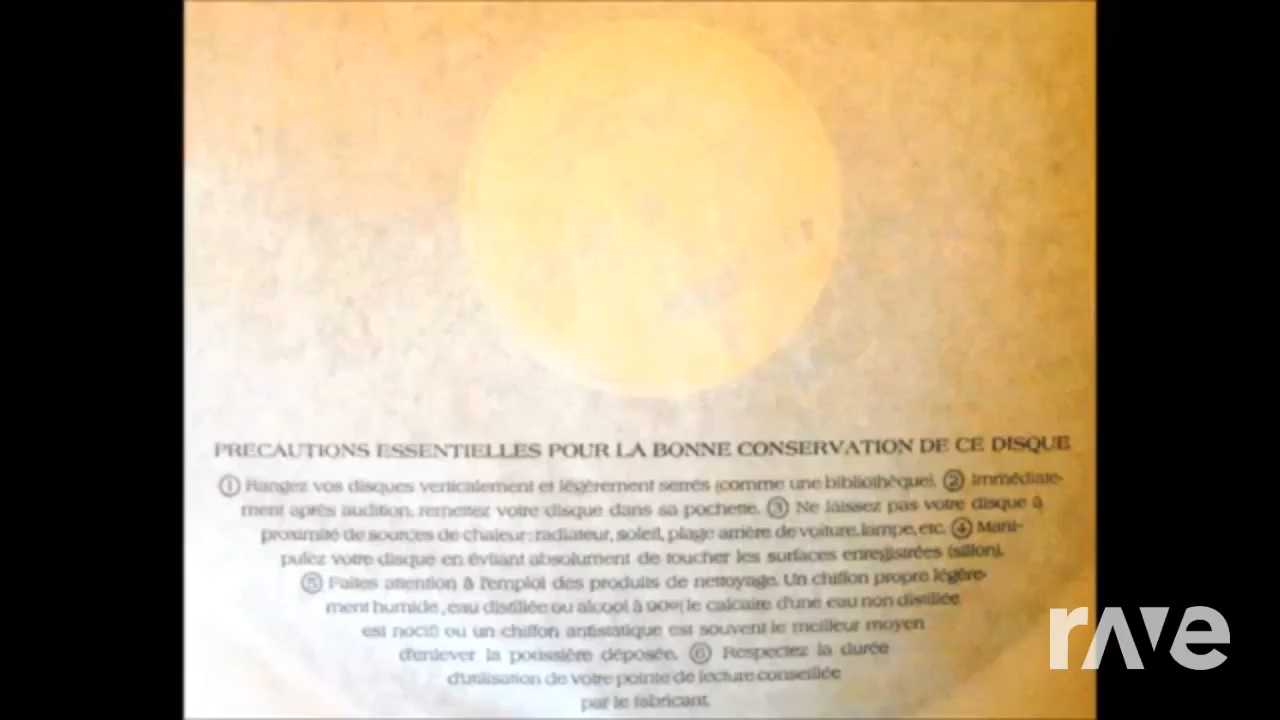 PRECAUTIONS ESSENTIELLES POUR LA BONNE CONSERVATION DE CE DISQUE
① Rangez vos disques verticalement et légèrement serrés (comme une bibliothèque). ② Immédiate-
ment après audition, remettez votre disque dans sa pochette. ③ Ne laissez pas votre disque à
proximité de sources de chaleur : radiateur, soleil, plage arrière de voiture, lampe, etc. ④ Mani-
pulez votre disque en évitant absolument de toucher les surfaces enregistrées (sillon).
⑤ Faites attention à l'emploi des produits de nettoyage. Un chiffon propre légère-
ment humide, eau distillée ou alcool à 90° (le calcaire d'une eau non distillée
est nocif) ou un chiffon antistatique est souvent le meilleur moyen
d'enlever la poussière déposée. ⑥ Respectez la durée
d'utilisation de votre pointe de lecture conseillée
par le fabricant.
rave